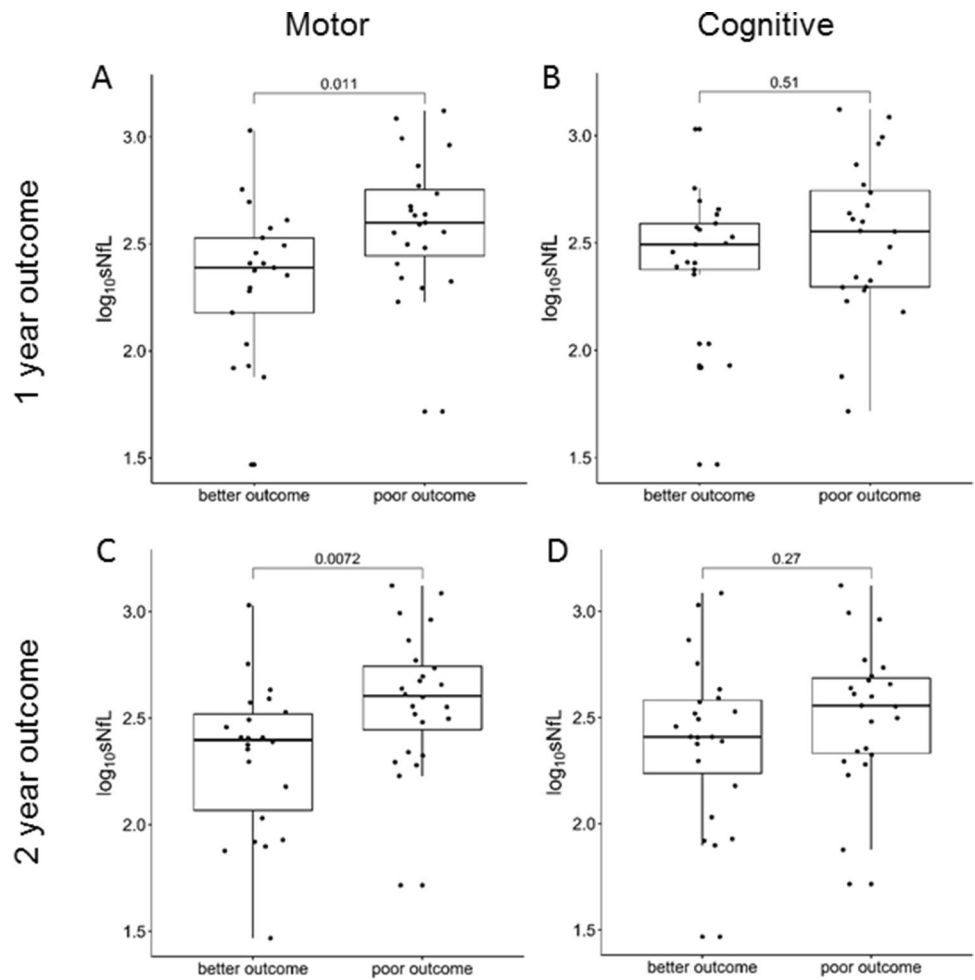 Motor
Cognitive
1 year outcome
A
0.011
log10sNfL
3.0
2.5
2.0
1.5
better outcome
poor outcome
B
0.51
log10sNfL
3.0
2.5
2.0
1.5
better outcome
poor outcome
2 year outcome
C
0.0072
log10sNfL
3.0
2.5
2.0
1.5
better outcome
poor outcome
D
0.27
log10sNfL
3.0
2.5
2.0
1.5
better outcome
poor outcome